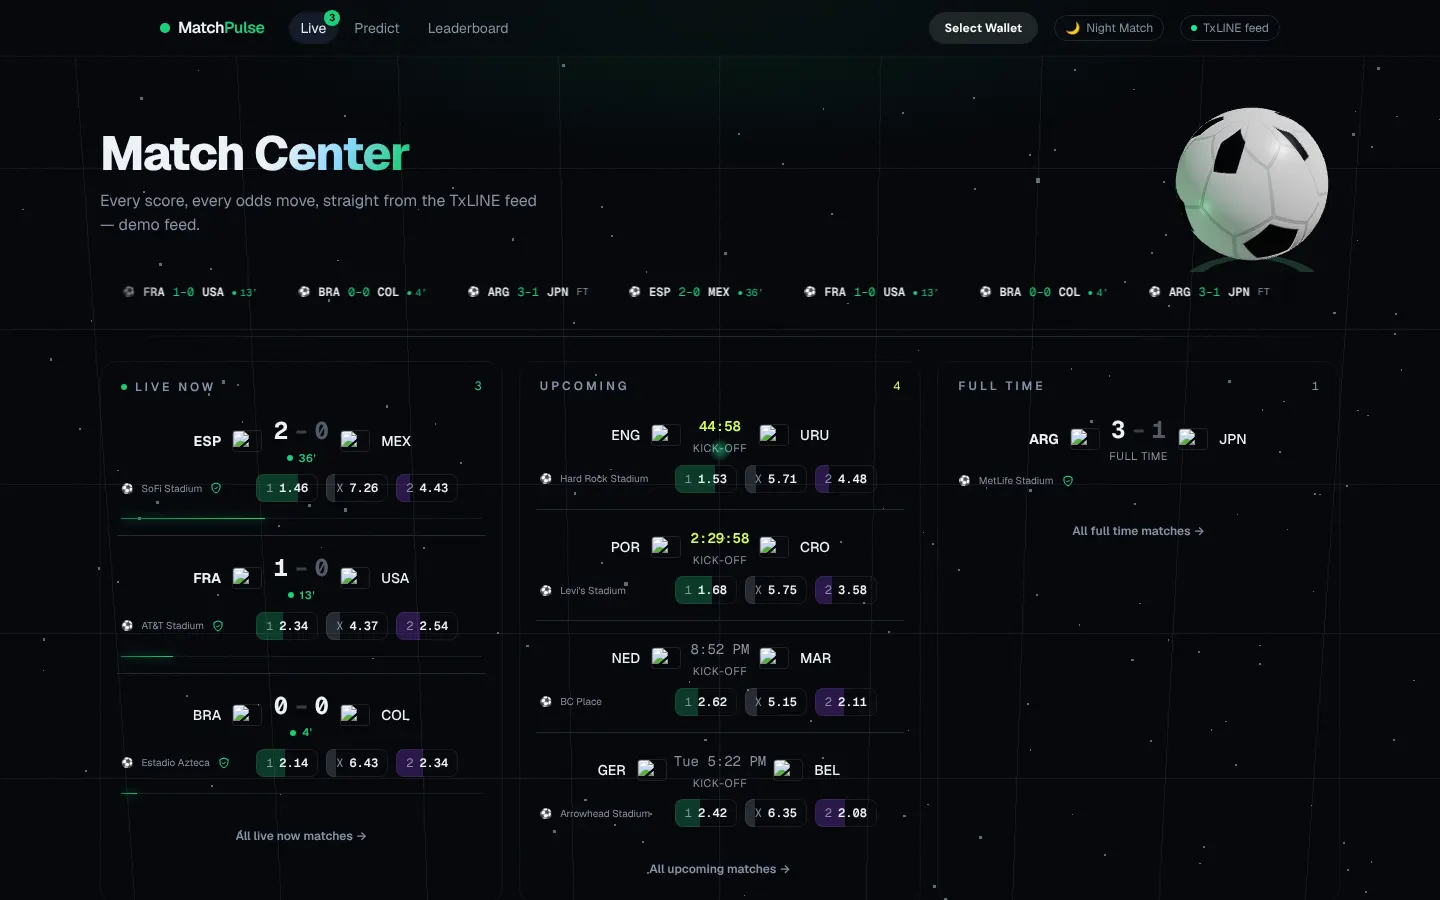 MatchPulse
Live
3
Predict
Leaderboard
Select Wallet
🌙 Night Match
TxLINE feed
Match Center
Every score, every odds move, straight from the TxLINE feed
— demo feed.
⚽ FRA 1–0 USA • 13' ⚽ BRA 0–0 COL • 4' ⚽ ARG 3–1 JPN FT ⚽ ESP 2–0 MEX • 36' ⚽ FRA 1–0 USA • 13' ⚽ BRA 0–0 COL • 4' ⚽ ARG 3–1 JPN FT
LIVE NOW 3
ESP 2 – 0 MEX
36'
SoFi Stadium 1 1.46 X 7.26 2 4.43
FRA 1 – 0 USA
13'
AT&T Stadium 1 2.34 X 4.37 2 2.54
BRA 0 – 0 COL
4'
Estadio Azteca 1 2.14 X 6.43 2 2.34
All live now matches →
UPCOMING 4
ENG 44:58 URU
KICK-OFF
Hard Rock Stadium 1 1.53 X 5.71 2 4.48
POR 2:29:58 CRO
KICK-OFF
Levi's Stadium 1 1.68 X 5.75 2 3.58
NED 8:52 PM MAR
KICK-OFF
BC Place 1 2.62 X 5.15 2 2.11
GER Tue 5:22 PM BEL
KICK-OFF
Arrowhead Stadium 1 2.42 X 6.35 2 2.08
All upcoming matches →
FULL TIME 1
ARG 3 – 1 JPN
FULL TIME
MetLife Stadium
All full time matches →